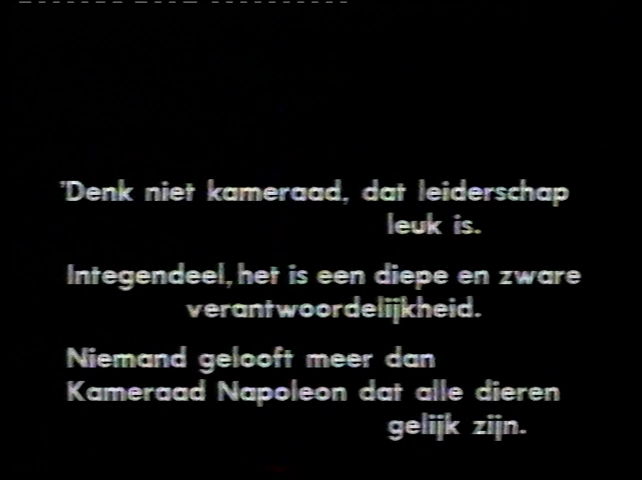 'Denk niet kameraad, dat leiderschap
leuk is.
Integendeel, het is een diepe en zware
verantwoordelijkheid.
Niemand gelooft meer dan
Kameraad Napoleon dat alle dieren
gelijk zijn.